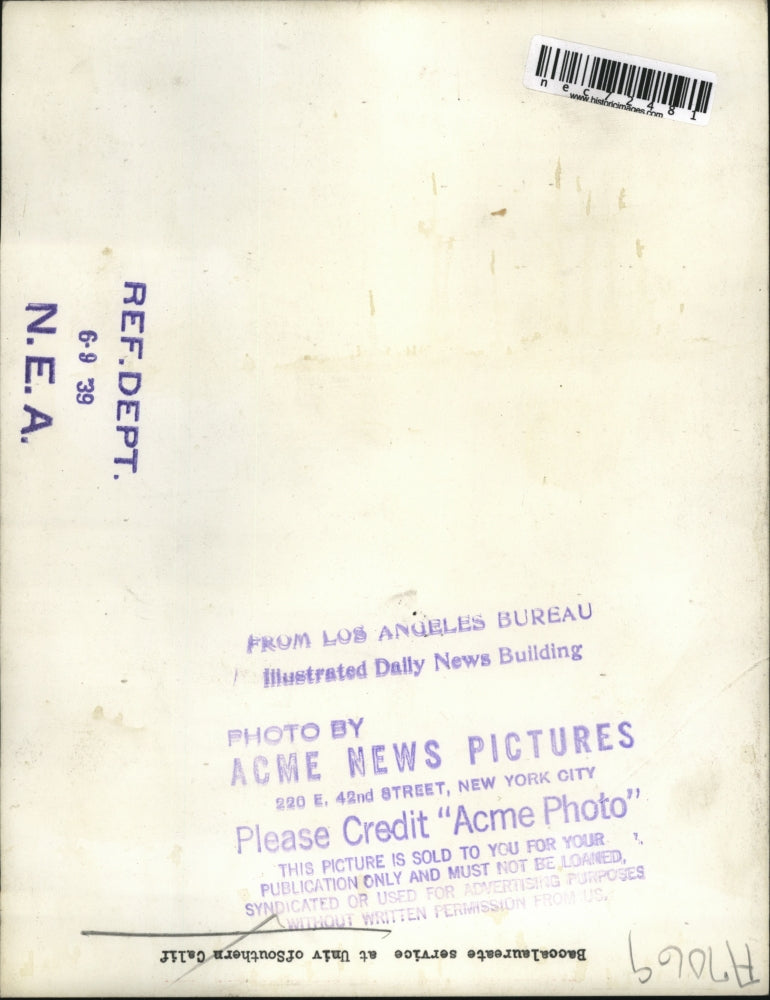 nec72481
www.historicimages.com
REF. DEPT.
6-9 39
N.E.A.
FROM LOS ANGELES BUREAU
Illustrated Daily News Building
PHOTO BY
ACME NEWS PICTURES
220 E. 42nd STREET, NEW YORK CITY
Please Credit "Acme Photo"
THIS PICTURE IS SOLD TO YOU FOR YOUR
PUBLICATION ONLY AND MUST NOT BE LOANED,
SYNDICATED OR USED FOR ADVERTISING PURPOSES
WITHOUT WRITTEN PERMISSION FROM US.
Baccalaureate service at Univ ofSouthern Calif
A7069